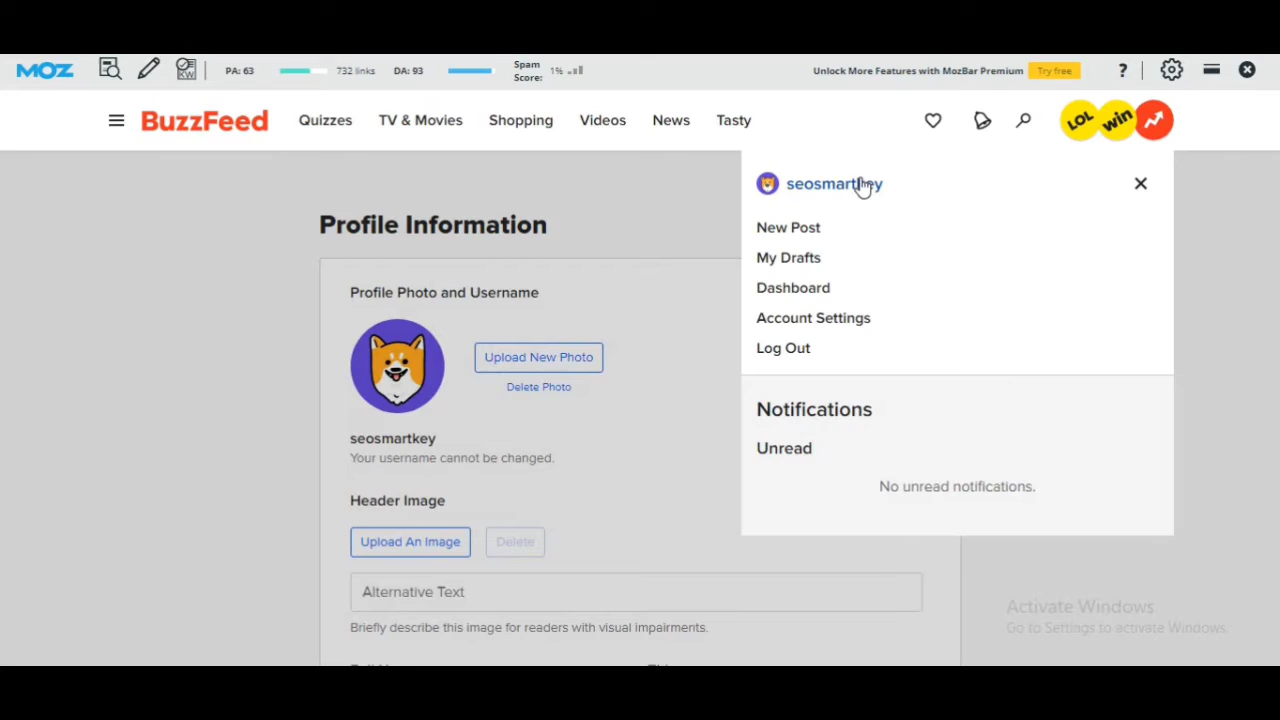 MOZ KW PA: 63 732 links DA: 93 Spam Score: 1% Unlock More Features with MozBar Premium Try free ?
BuzzFeed Quizzes TV & Movies Shopping Videos News Tasty LOL win
seosmartkey
New Post
My Drafts
Dashboard
Account Settings
Log Out
Notifications
Unread
No unread notifications.
Profile Information
Profile Photo and Username
Upload New Photo
Delete Photo
seosmartkey
Your username cannot be changed.
Header Image
Upload An Image Delete
Alternative Text
Briefly describe this image for readers with visual impairments.
Activate Windows
Go to Settings to activate Windows.